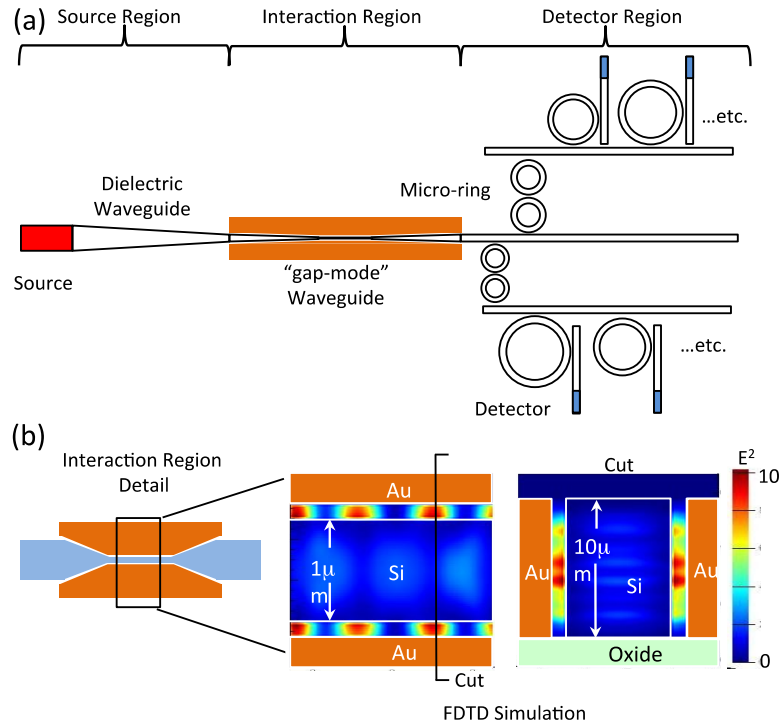 (a)
Source Region
Interaction Region
Detector Region
...etc.
Dielectric
Waveguide
Micro-ring
Source
"gap-mode"
Waveguide
...etc.
Detector
(b)
Interaction Region
Detail
Au
1μ
m
Si
Au
Cut
Cut
Au
10μ
m
Si
Au
Oxide
E²
10
0
FDTD Simulation